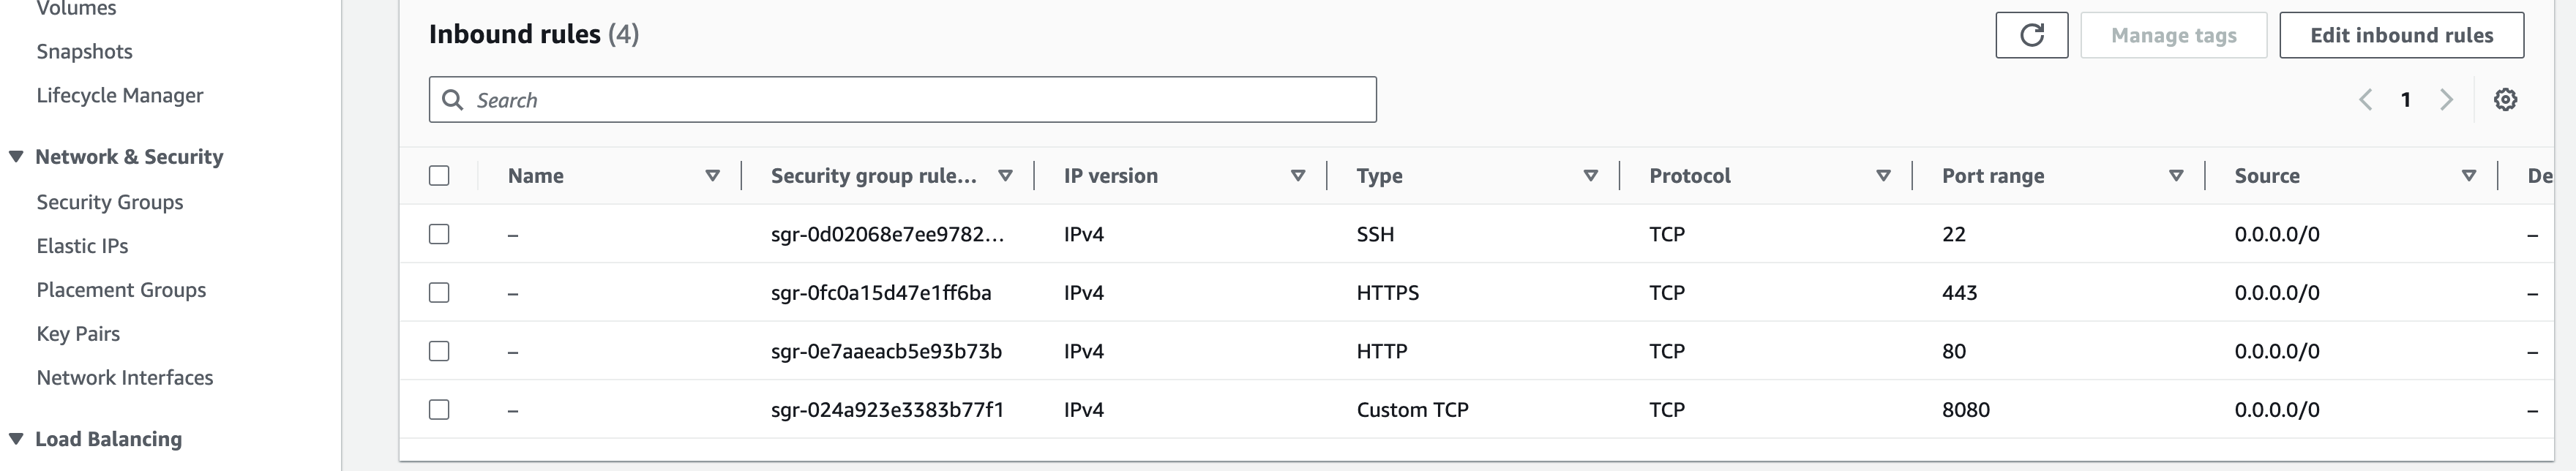 Volumes
Snapshots
Lifecycle Manager
Network & Security
Security Groups
Elastic IPs
Placement Groups
Key Pairs
Network Interfaces
Load Balancing
Inbound rules (4)
Manage tags
Edit inbound rules
Search
1
Name Security group rule... IP version Type Protocol Port range Source De
– sgr-0d02068e7ee9782... IPv4 SSH TCP 22 0.0.0.0/0 –
– sgr-0fc0a15d47e1ff6ba IPv4 HTTPS TCP 443 0.0.0.0/0 –
– sgr-0e7aaeacb5e93b73b IPv4 HTTP TCP 80 0.0.0.0/0 –
– sgr-024a923e3383b77f1 IPv4 Custom TCP TCP 8080 0.0.0.0/0 –